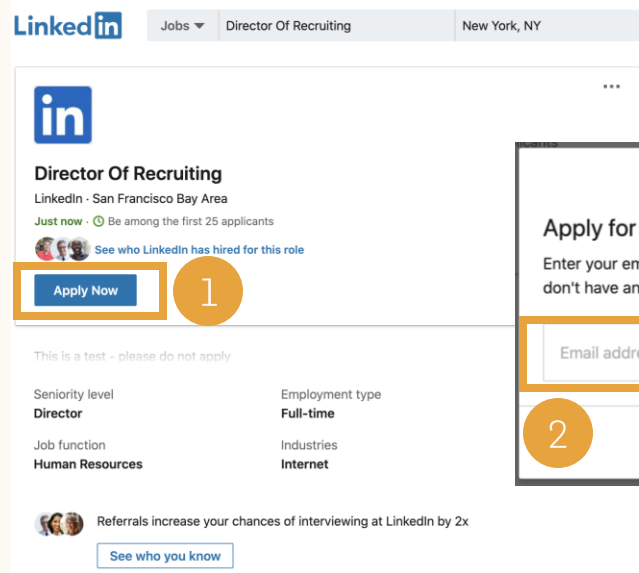 Linked in
Jobs
Director Of Recruiting
New York, NY
in
Director Of Recruiting
LinkedIn · San Francisco Bay Area
Just now · Be among the first 25 applicants
See who LinkedIn has hired for this role
Apply Now
1
This is a test - please do not apply
Seniority level
Director
Employment type
Full-time
Job function
Human Resources
Industries
Internet
Referrals increase your chances of interviewing at LinkedIn by 2x
See who you know
Apply for
Enter your em
don't have an
Email addre
2